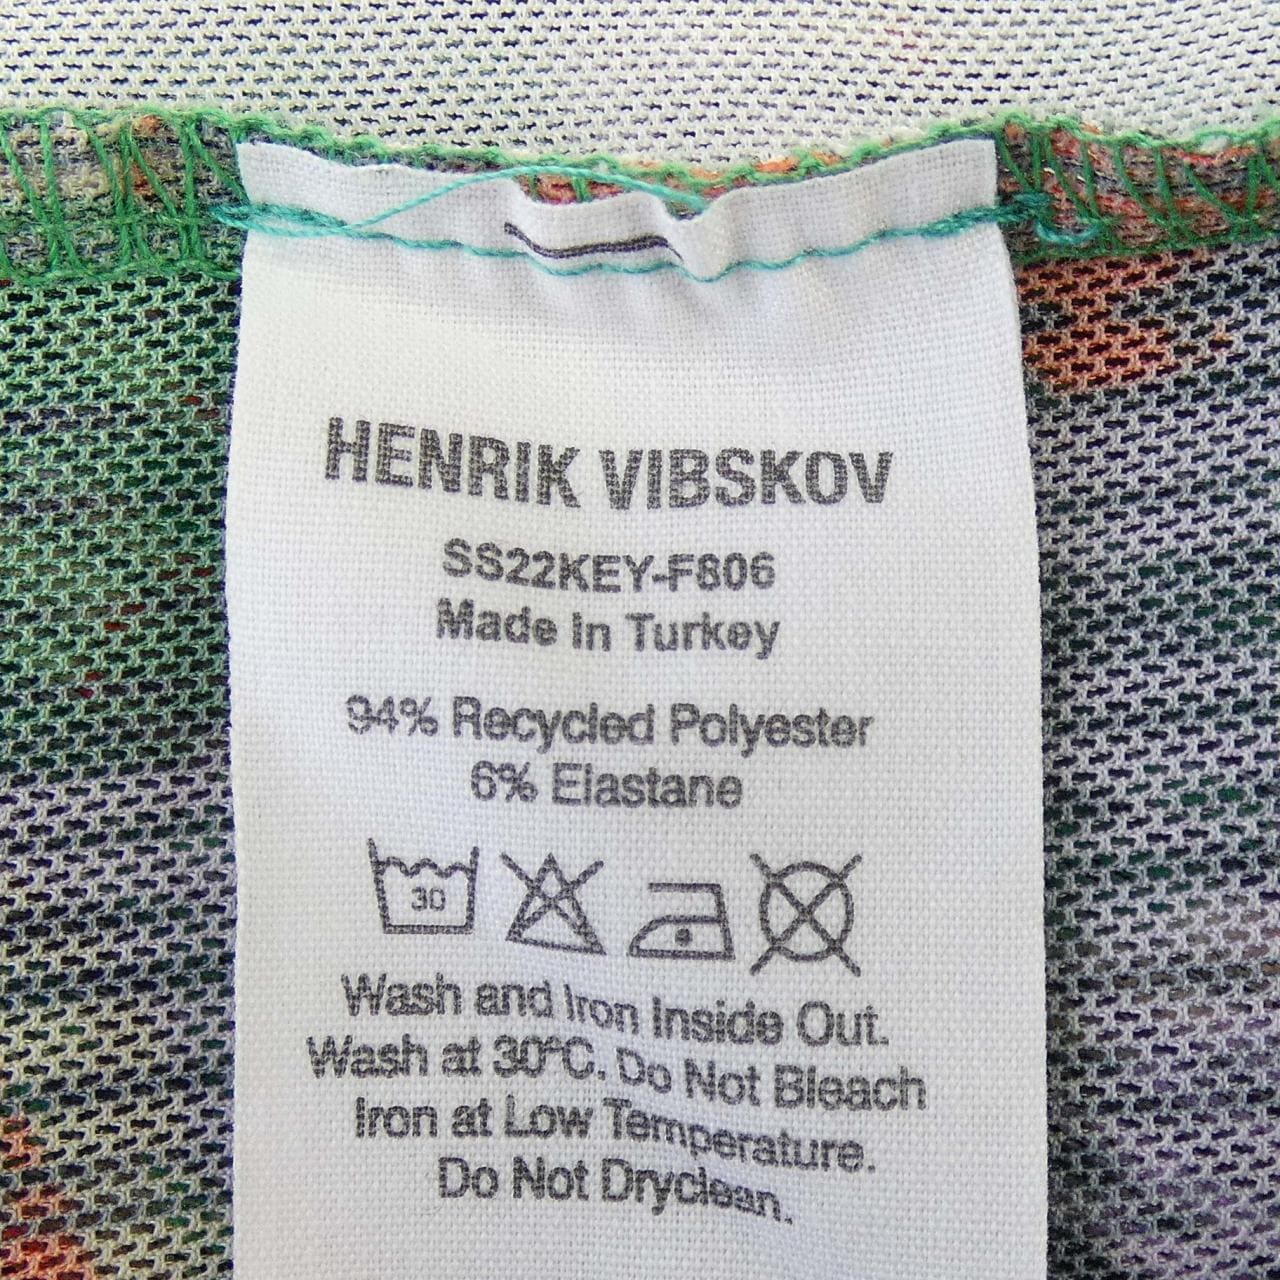 HENRIK VIBSKOV
SS22KEY-F806
Made In Turkey
94% Recycled Polyester
6% Elastane
30
Wash and Iron Inside Out.
Wash at 30°C. Do Not Bleach
Iron at Low Temperature.
Do Not Dryclean.